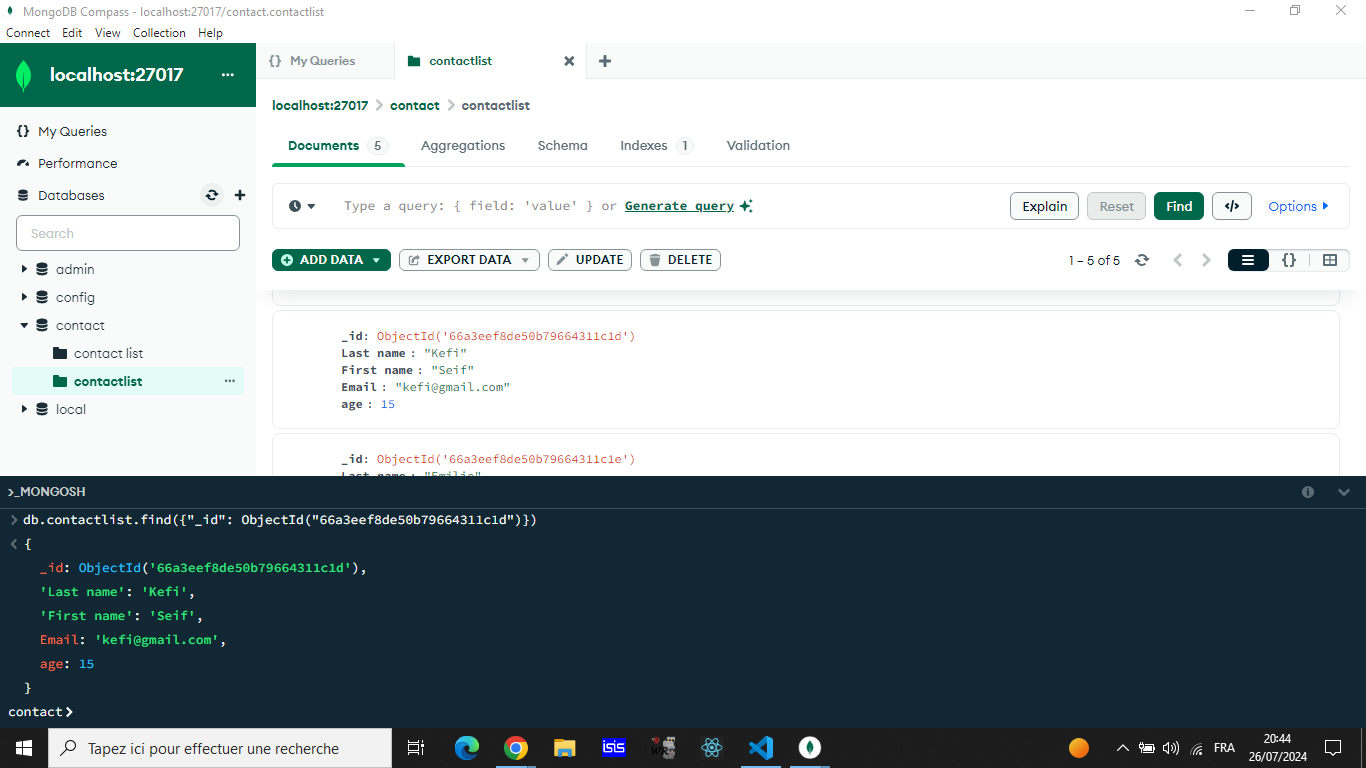 MongoDB Compass - localhost:27017/contact.contactlist
Connect Edit View Collection Help
localhost:27017 ...
{} My Queries
contactlist
localhost:27017 > contact > contactlist
My Queries
Performance
Databases
Search
admin
config
contact
contact list
contactlist ...
local
Documents 5 Aggregations Schema Indexes 1 Validation
Type a query: { field: 'value' } or Generate query
Explain Reset Find </> Options
ADD DATA EXPORT DATA UPDATE DELETE
1 – 5 of 5 {}
_id: ObjectId('66a3eef8de50b79664311c1d')
Last name : "Kefi"
First name : "Seif"
Email : "kefi@gmail.com"
age : 15
_id: ObjectId('66a3eef8de50b79664311c1e')
Last name : "Emilie"
>_MONGOSH
> db.contactlist.find({"_id": ObjectId("66a3eef8de50b79664311c1d")})
< {
_id: ObjectId('66a3eef8de50b79664311c1d'),
'Last name': 'Kefi',
'First name': 'Seif',
Email: 'kefi@gmail.com',
age: 15
}
contact>
Tapez ici pour effectuer une recherche
isis
FRA
20:44
26/07/2024